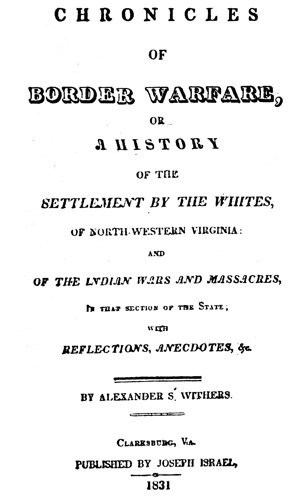 CHRONICLES
OF
BORDER WARFARE,
OR
A HISTORY
OF THE
SETTLEMENT BY THE WHITES,
OF NORTH-WESTERN VIRGINIA:
AND
OF THE INDIAN WARS AND MASSACRES,
IN THAT SECTION OF THE STATE;
WITH
REFLECTIONS, ANECDOTES, &c.
BY ALEXANDER S. WITHERS.
CLARKSBURG, VA.
PUBLISHED BY JOSEPH ISRAEL,
1831